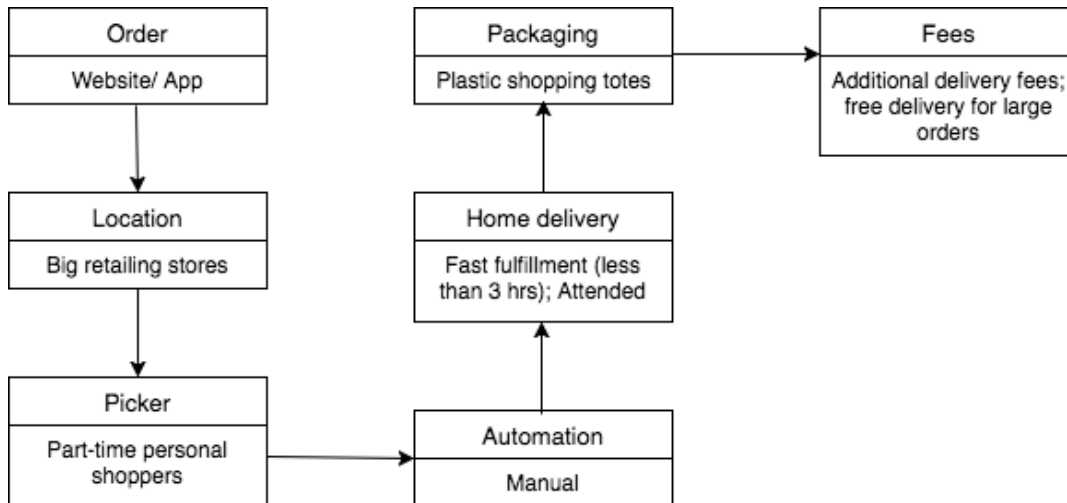 Order
Website/ App
Location
Big retailing stores
Picker
Part-time personal
shoppers
Automation
Manual
Home delivery
Fast fulfillment (less
than 3 hrs); Attended
Packaging
Plastic shopping totes
Fees
Additional delivery fees;
free delivery for large
orders